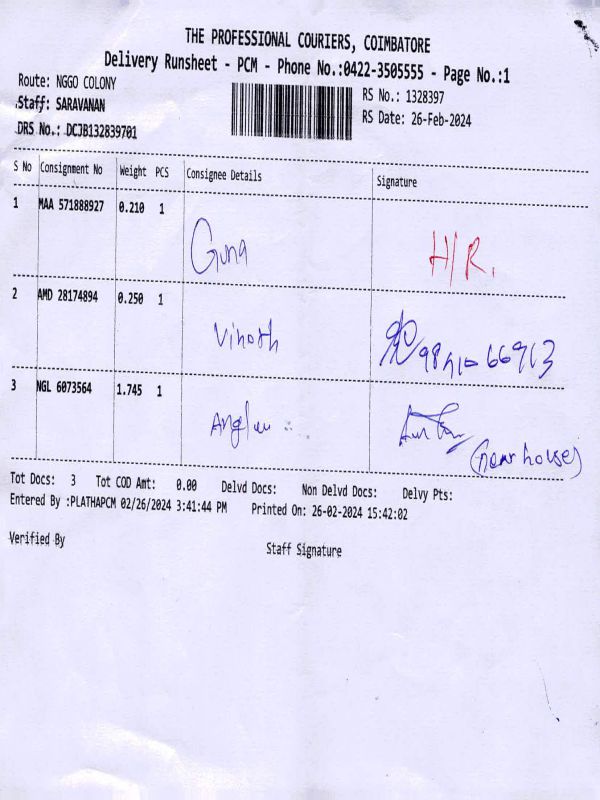 THE PROFESSIONAL COURIERS, COIMBATORE
Delivery Runsheet - PCM - Phone No.:0422-3505555 - Page No.:1
Route: NGGO COLONY
Staff: SARAVANAN
DRS No.: DCJB132839701
RS No.: 1328397
RS Date: 26-Feb-2024
S No Consignment No Weight PCS Consignee Details Signature
1 MAA 571888927 0.210 1
Guna H/R.
2 AMD 28174894 0.250 1
Vinoth
3 NGL 6073564 1.745 1
(near house)
Tot Docs: 3 Tot COD Amt: 0.00 Delvd Docs: Non Delvd Docs: Delvy Pts:
Entered By :PLATHAPCM 02/26/2024 3:41:44 PM Printed On: 26-02-2024 15:42:02
Verified By Staff Signature